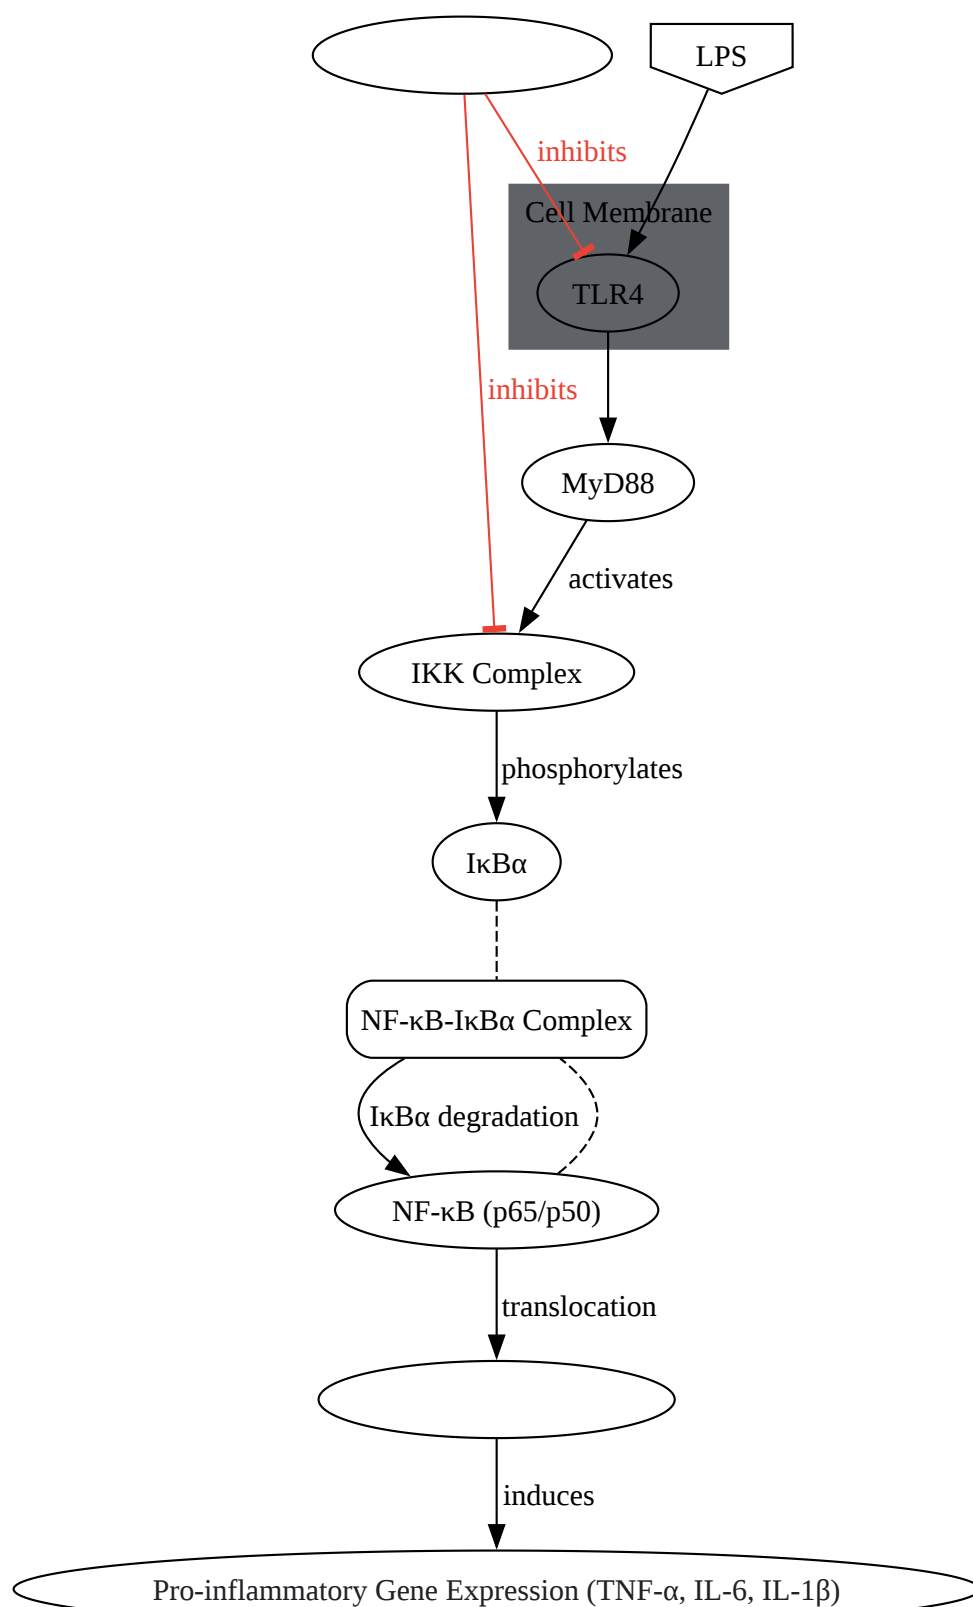 LPS
inhibits
Cell Membrane
TLR4
inhibits
MyD88
activates
IKK Complex
phosphorylates
IκBα
NF-κB-IκBα Complex
IκBα degradation
NF-κB (p65/p50)
translocation
induces
Pro-inflammatory Gene Expression (TNF-α, IL-6, IL-1β)